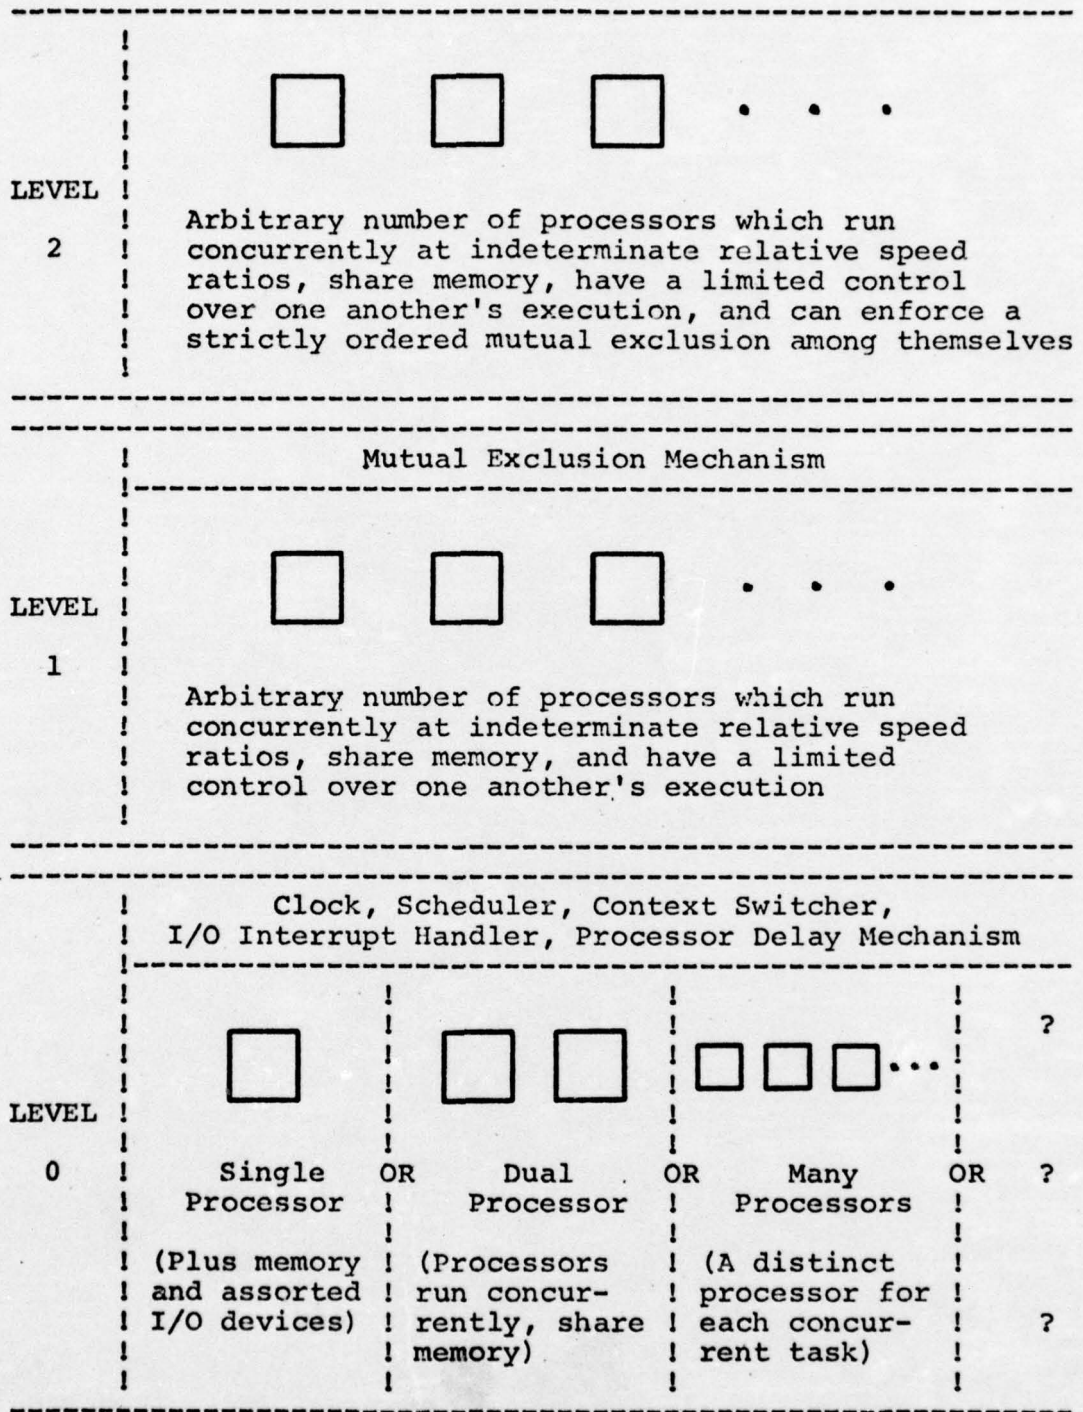 LEVEL
2
Arbitrary number of processors which run
concurrently at indeterminate relative speed
ratios, share memory, have a limited control
over one another's execution, and can enforce a
strictly ordered mutual exclusion among themselves
Mutual Exclusion Mechanism
LEVEL
1
Arbitrary number of processors which run
concurrently at indeterminate relative speed
ratios, share memory, and have a limited
control over one another's execution
Clock, Scheduler, Context Switcher,
I/O Interrupt Handler, Processor Delay Mechanism
?
LEVEL
0
Single OR Dual OR Many OR ?
Processor Processor Processors
(Plus memory (Processors (A distinct
and assorted run concur- processor for
I/O devices) rently, share each concur- ?
memory) rent task)